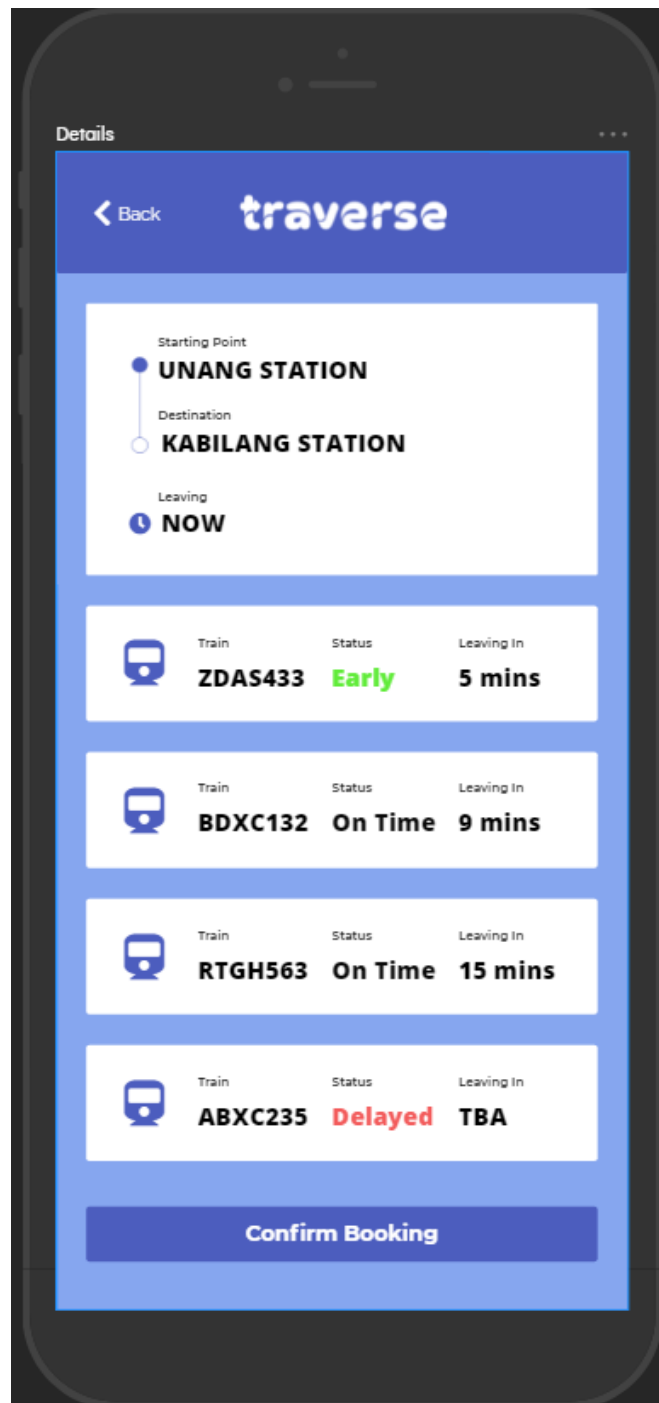 Details
Back
traverse
Starting Point
UNANG STATION
Destination
KABILANG STATION
Leaving
NOW
Train Status Leaving In
ZDAS433 Early 5 mins
Train Status Leaving In
BDXC132 On Time 9 mins
Train Status Leaving In
RTGH563 On Time 15 mins
Train Status Leaving In
ABXC235 Delayed TBA
Confirm Booking